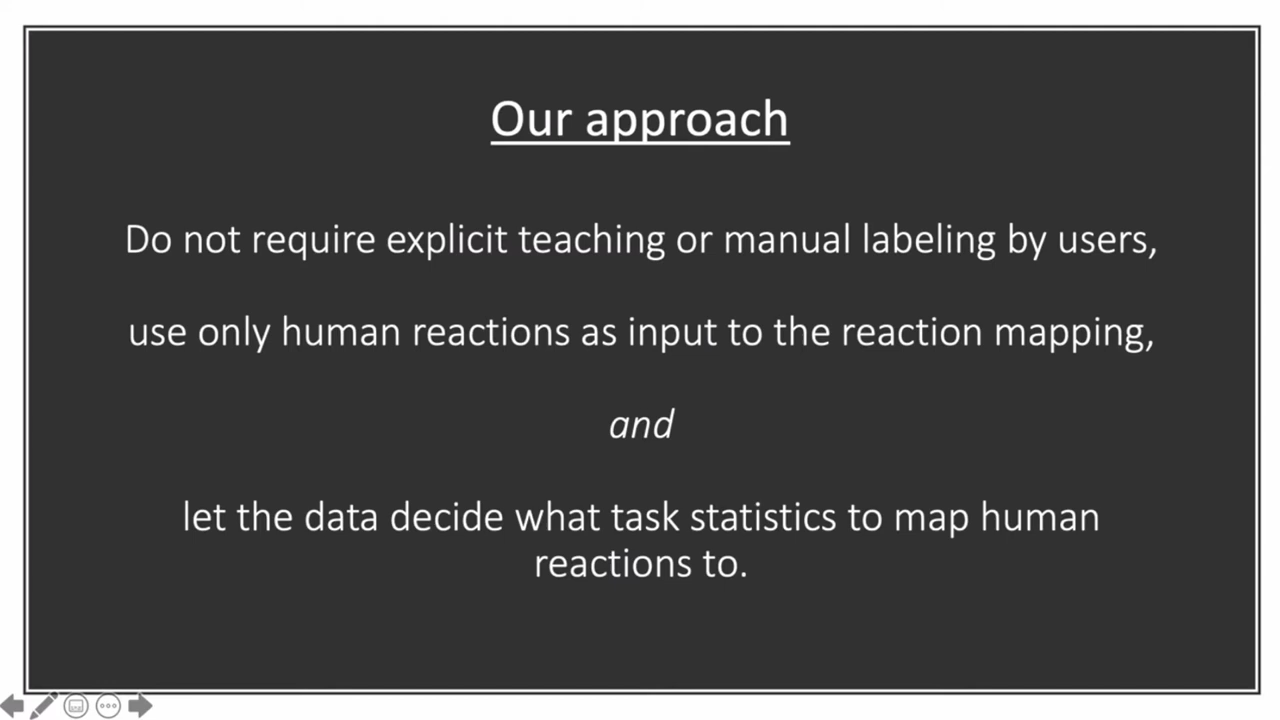 Our approach
Do not require explicit teaching or manual labeling by users,
use only human reactions as input to the reaction mapping,
and
let the data decide what task statistics to map human
reactions to.